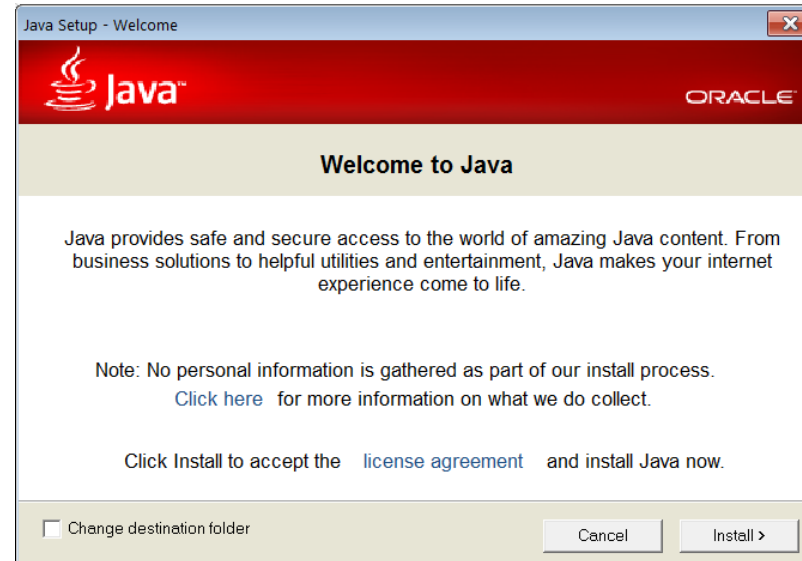 Java Setup - Welcome
Java™
ORACLE
Welcome to Java
Java provides safe and secure access to the world of amazing Java content. From
business solutions to helpful utilities and entertainment, Java makes your internet
experience come to life.
Note: No personal information is gathered as part of our install process.
Click here for more information on what we do collect.
Click Install to accept the license agreement and install Java now.
Change destination folder
Cancel
Install >